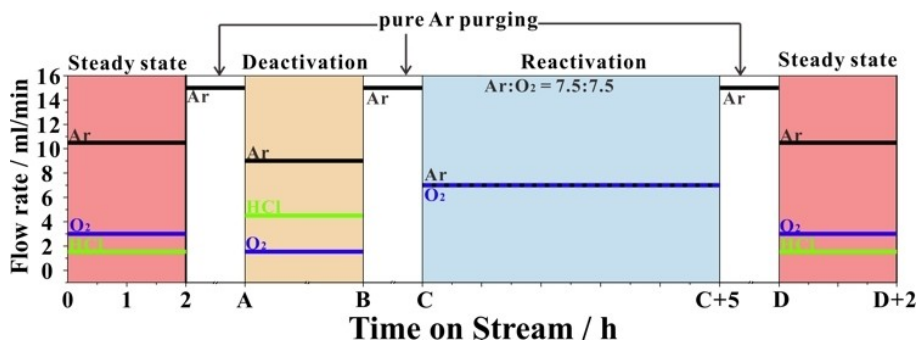 pure Ar purging
Steady state
Deactivation
Reactivation
Steady state
Flow rate / ml/min
16
14
12
10
8
6
4
2
0
Ar
O₂
HCl
Ar
Ar
HCl
O₂
Ar
Ar:O₂ = 7.5:7.5
Ar
O₂
Ar
Ar
O₂
HCl
0 1 2 A B C C+5 D D+2
Time on Stream / h